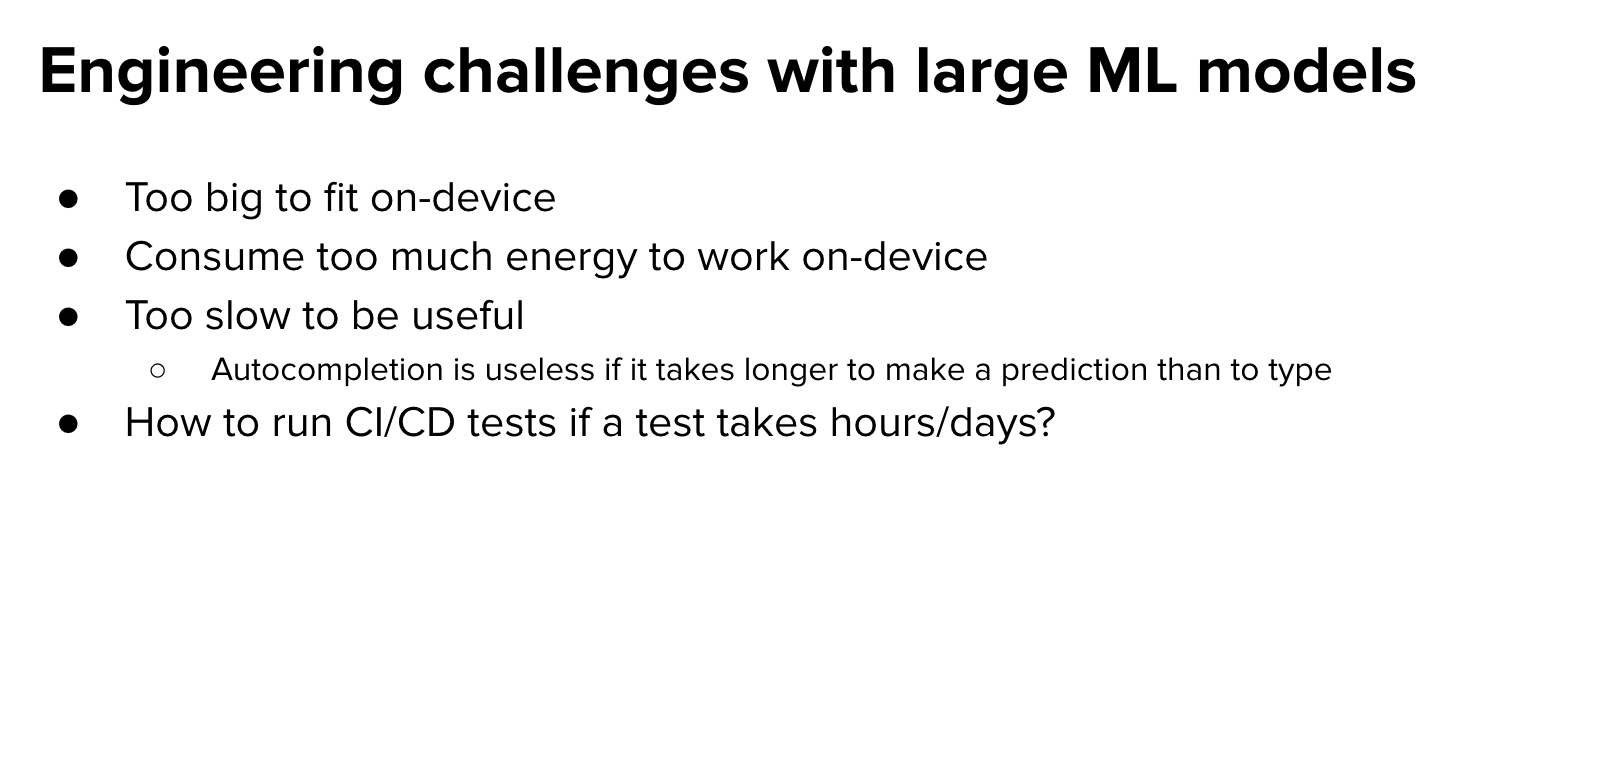 Engineering challenges with large ML models
● Too big to fit on-device
● Consume too much energy to work on-device
● Too slow to be useful
○ Autocompletion is useless if it takes longer to make a prediction than to type
● How to run CI/CD tests if a test takes hours/days?